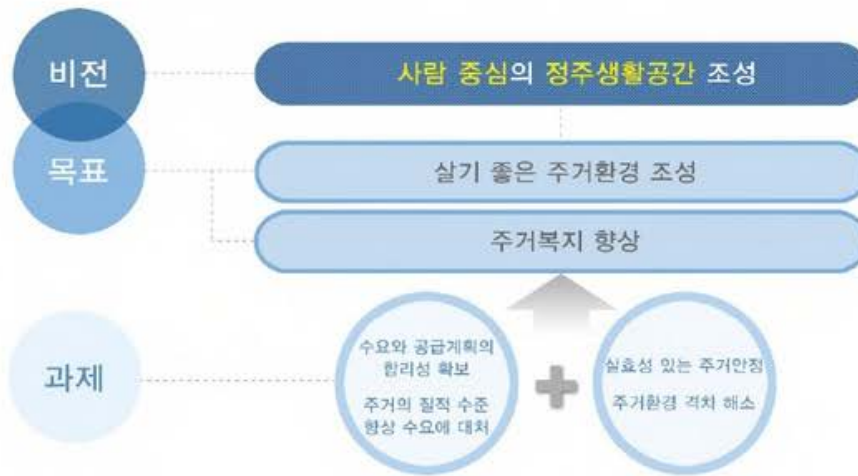 비전
사람 중심의 정주생활공간 조성
목표
살기 좋은 주거환경 조성
주거복지 향상
과제
수요와 공급계획의
합리성 확보
주거의 질적 수준
향상 수요에 대처
실효성 있는 주거안정
주거환경 격차 해소